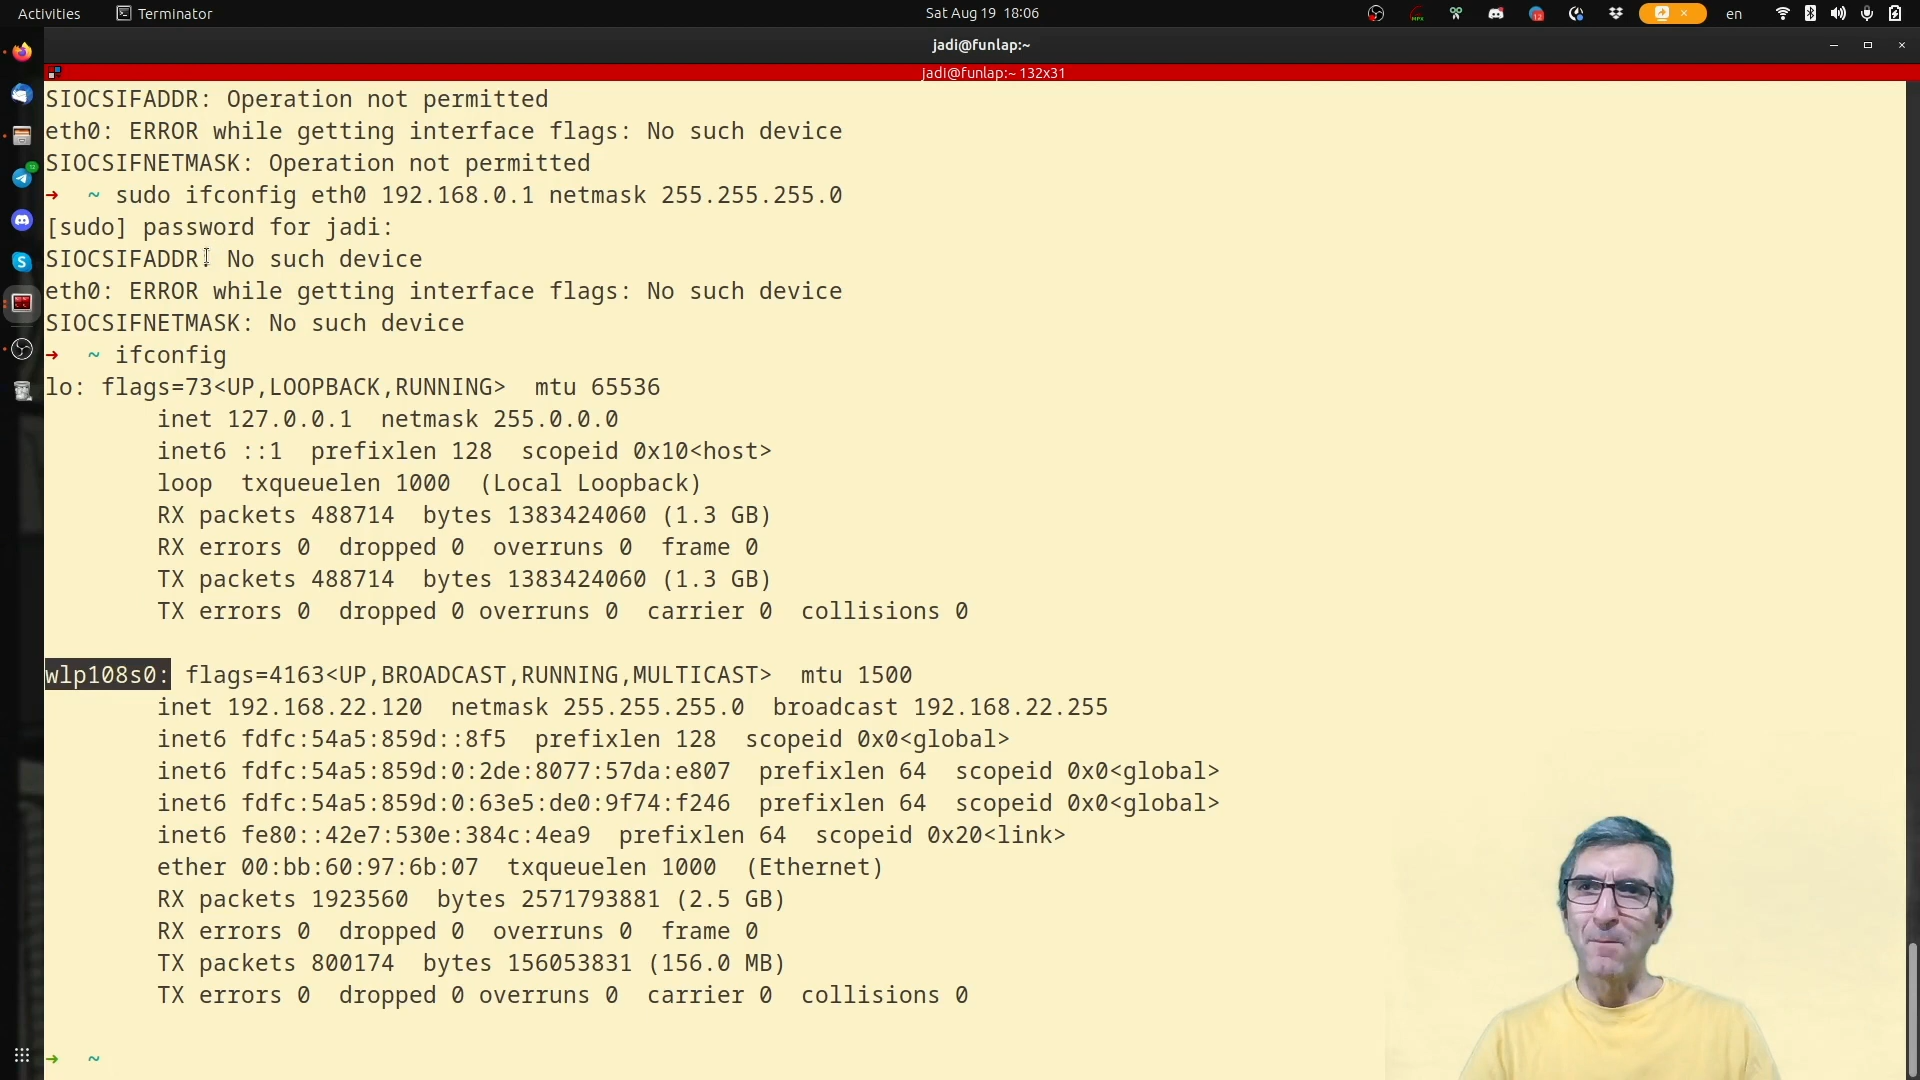 Activities
Terminator
Sat Aug 19 18:06
en
jadi@funlap:~
jadi@funlap:~ 132x31
SIOCSIFADDR: Operation not permitted
eth0: ERROR while getting interface flags: No such device
SIOCSIFNETMASK: Operation not permitted
➜ ~ sudo ifconfig eth0 192.168.0.1 netmask 255.255.255.0
[sudo] password for jadi:
SIOCSIFADDR: No such device
eth0: ERROR while getting interface flags: No such device
SIOCSIFNETMASK: No such device
➜ ~ ifconfig
lo: flags=73<UP,LOOPBACK,RUNNING> mtu 65536
inet 127.0.0.1 netmask 255.0.0.0
inet6 ::1 prefixlen 128 scopeid 0x10<host>
loop txqueuelen 1000 (Local Loopback)
RX packets 488714 bytes 1383424060 (1.3 GB)
RX errors 0 dropped 0 overruns 0 frame 0
TX packets 488714 bytes 1383424060 (1.3 GB)
TX errors 0 dropped 0 overruns 0 carrier 0 collisions 0
wlp108s0: flags=4163<UP,BROADCAST,RUNNING,MULTICAST> mtu 1500
inet 192.168.22.120 netmask 255.255.255.0 broadcast 192.168.22.255
inet6 fdfc:54a5:859d::8f5 prefixlen 128 scopeid 0x0<global>
inet6 fdfc:54a5:859d:0:2de:8077:57da:e807 prefixlen 64 scopeid 0x0<global>
inet6 fdfc:54a5:859d:0:63e5:de0:9f74:f246 prefixlen 64 scopeid 0x0<global>
inet6 fe80::42e7:530e:384c:4ea9 prefixlen 64 scopeid 0x20<link>
ether 00:bb:60:97:6b:07 txqueuelen 1000 (Ethernet)
RX packets 1923560 bytes 2571793881 (2.5 GB)
RX errors 0 dropped 0 overruns 0 frame 0
TX packets 800174 bytes 156053831 (156.0 MB)
TX errors 0 dropped 0 overruns 0 carrier 0 collisions 0
➜ ~